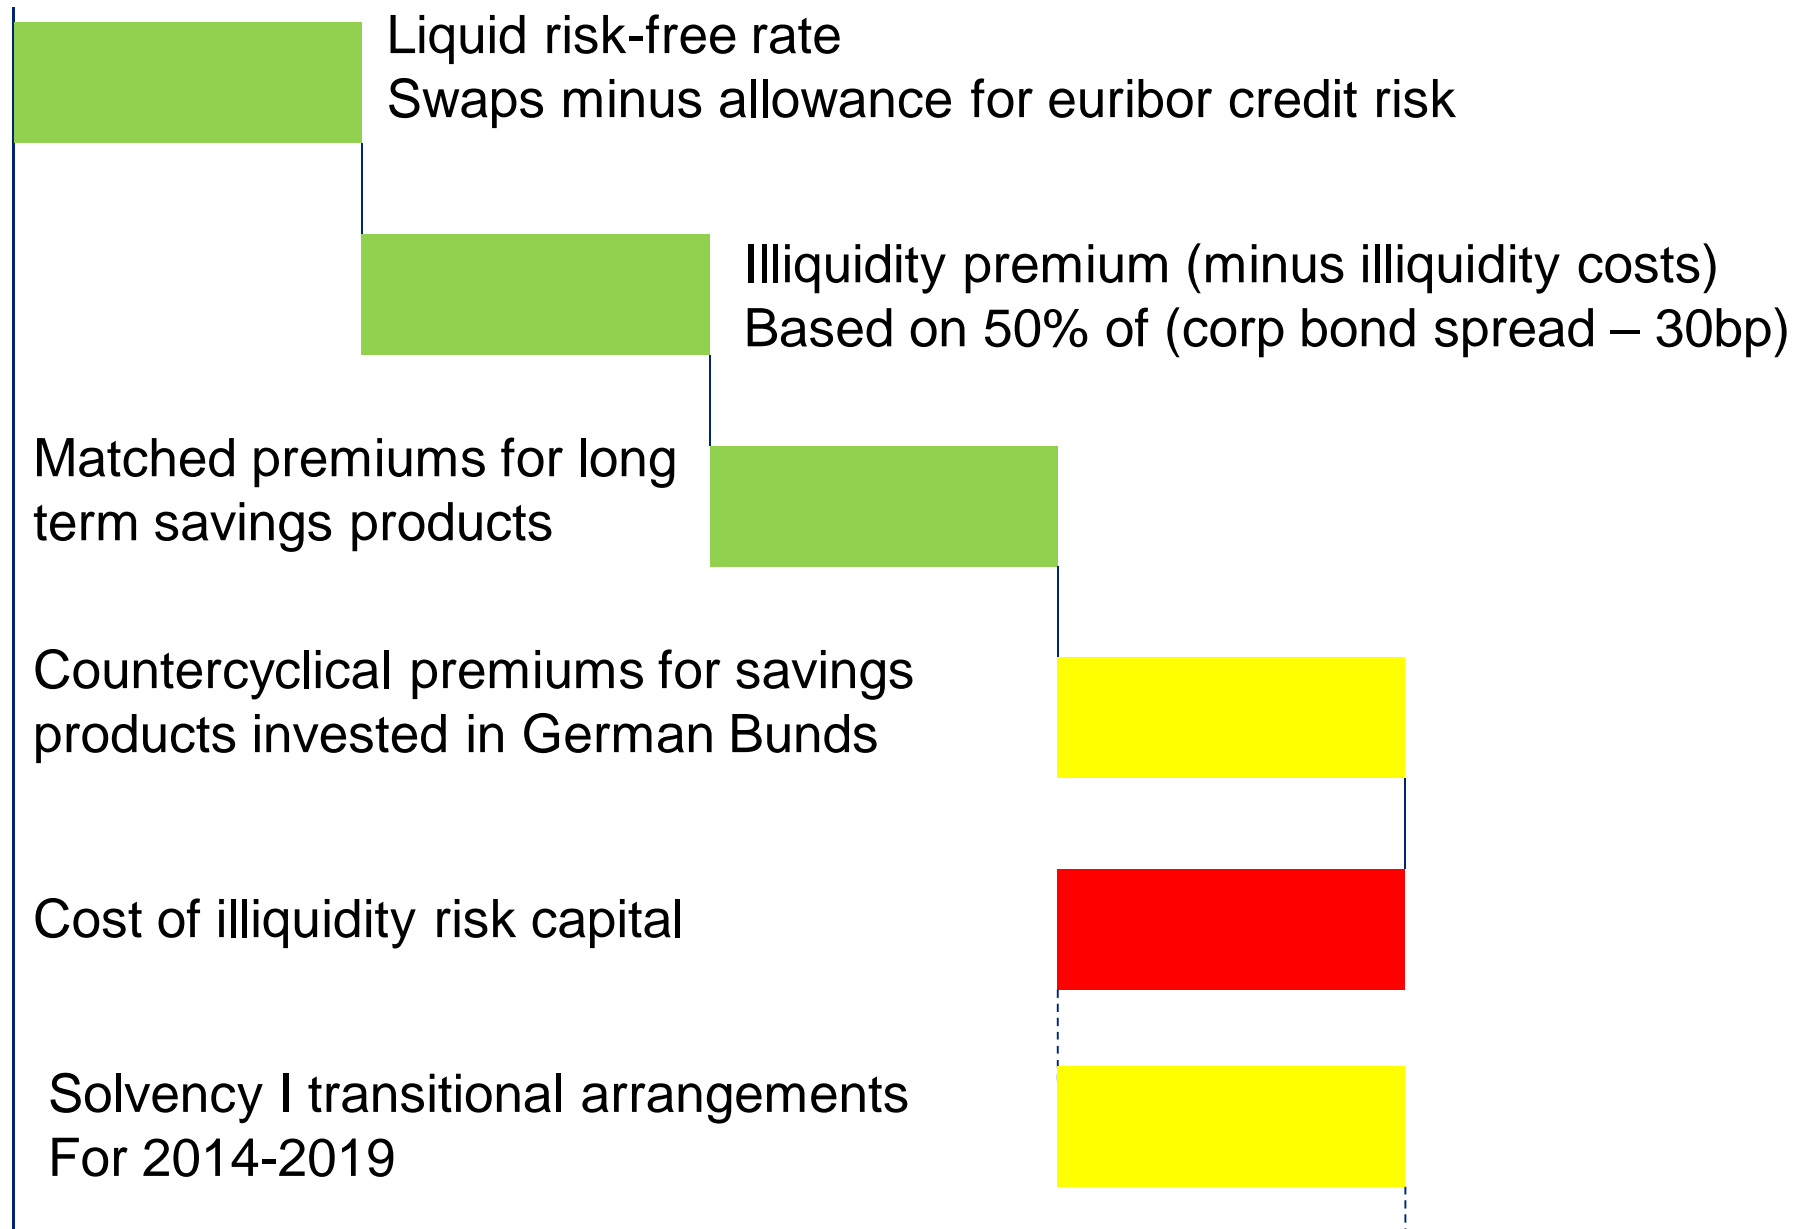 Liquid risk-free rate
Swaps minus allowance for euribor credit risk
Illiquidity premium (minus illiquidity costs)
Based on 50% of (corp bond spread – 30bp)
Matched premiums for long
term savings products
Countercyclical premiums for savings
products invested in German Bunds
Cost of illiquidity risk capital
Solvency I transitional arrangements
For 2014-2019